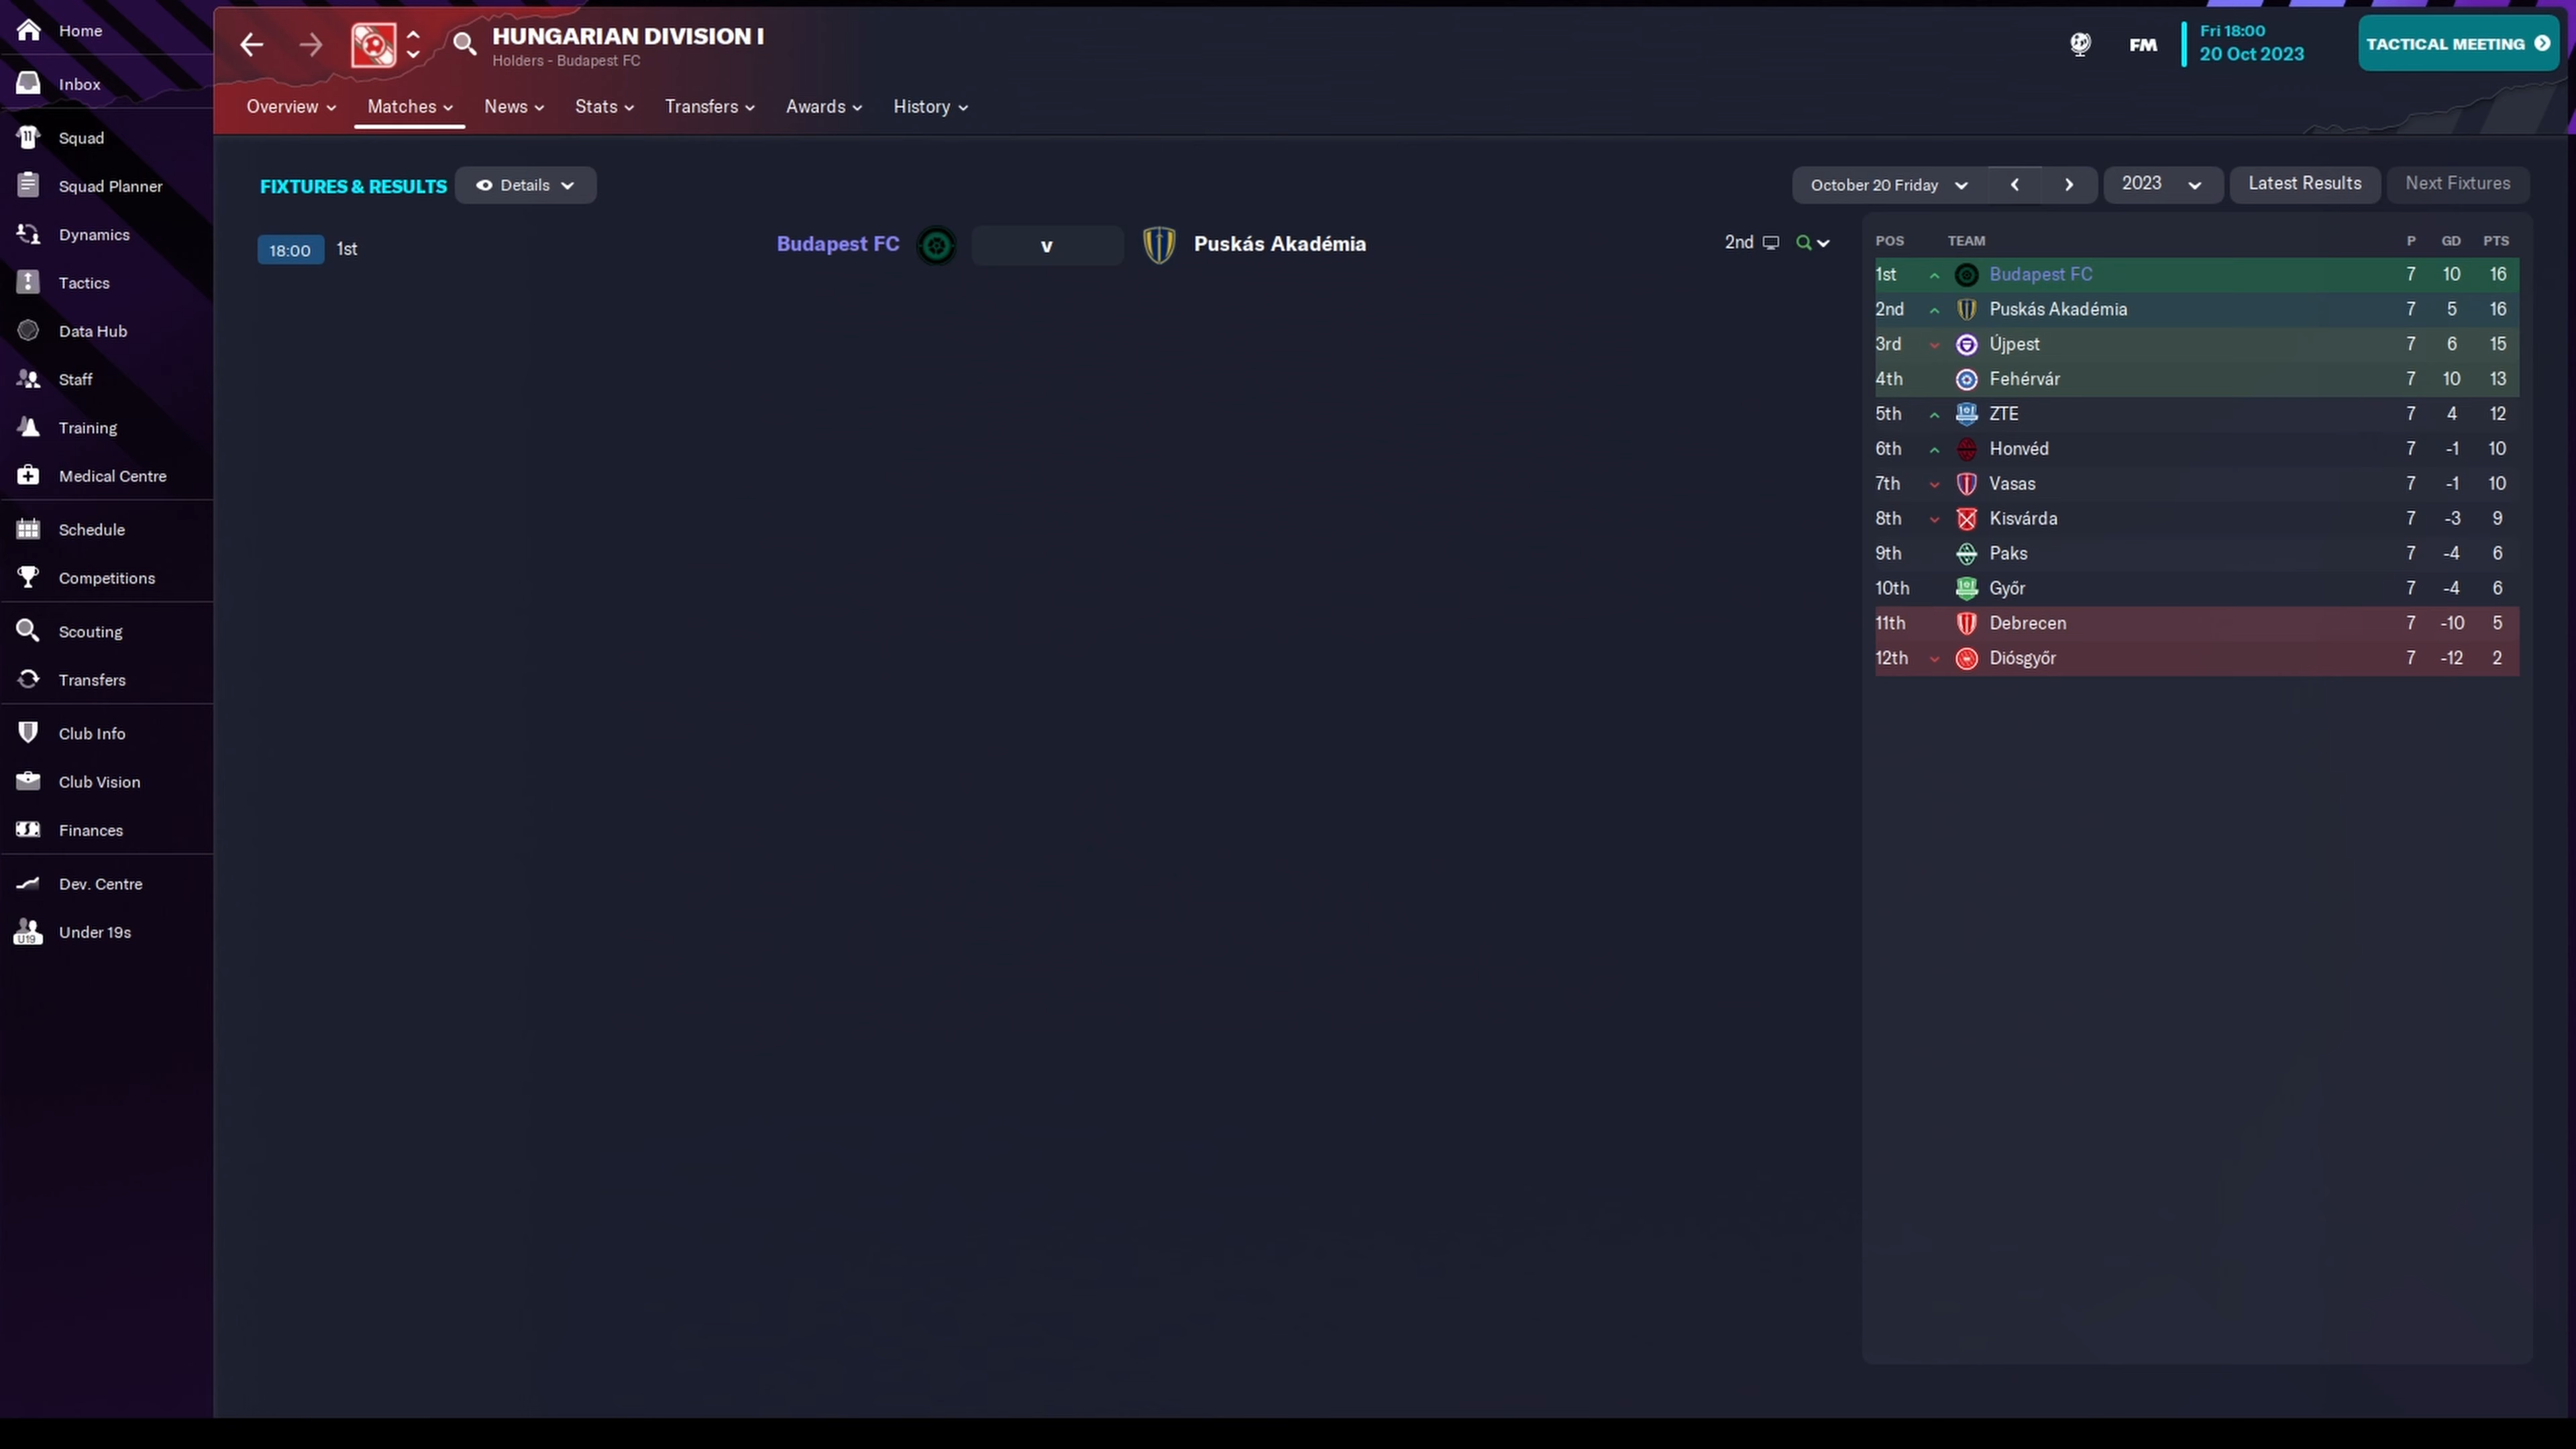 Home
Inbox
Squad
Squad Planner
Dynamics
Tactics
Data Hub
Staff
Training
Medical Centre
Schedule
Competitions
Scouting
Transfers
Club Info
Club Vision
Finances
Dev. Centre
U19 Under 19s
HUNGARIAN DIVISION I
Holders - Budapest FC
FM
Fri 18:00
20 Oct 2023
TACTICAL MEETING
Overview Matches News Stats Transfers Awards History
FIXTURES & RESULTS Details
October 20 Friday 2023 Latest Results Next Fixtures
18:00 1st Budapest FC v Puskás Akadémia 2nd
POS TEAM P GD PTS
1st Budapest FC 7 10 16
2nd Puskás Akadémia 7 5 16
3rd Újpest 7 6 15
4th Fehérvár 7 10 13
5th ZTE 7 4 12
6th Honvéd 7 -1 10
7th Vasas 7 -1 10
8th Kisvárda 7 -3 9
9th Paks 7 -4 6
10th Győr 7 -4 6
11th Debrecen 7 -10 5
12th Diósgyőr 7 -12 2